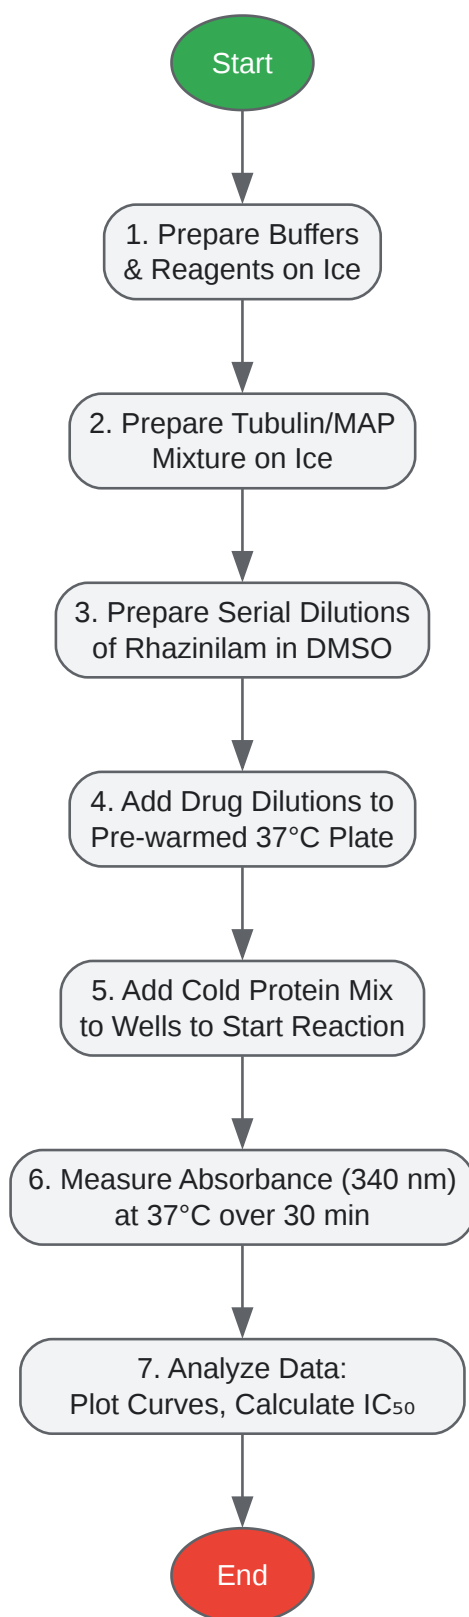 Start
1. Prepare Buffers
& Reagents on Ice
2. Prepare Tubulin/MAP
Mixture on Ice
3. Prepare Serial Dilutions
of Rhazinilam in DMSO
4. Add Drug Dilutions to
Pre-warmed 37°C Plate
5. Add Cold Protein Mix
to Wells to Start Reaction
6. Measure Absorbance (340 nm)
at 37°C over 30 min
7. Analyze Data:
Plot Curves, Calculate IC₅₀
End